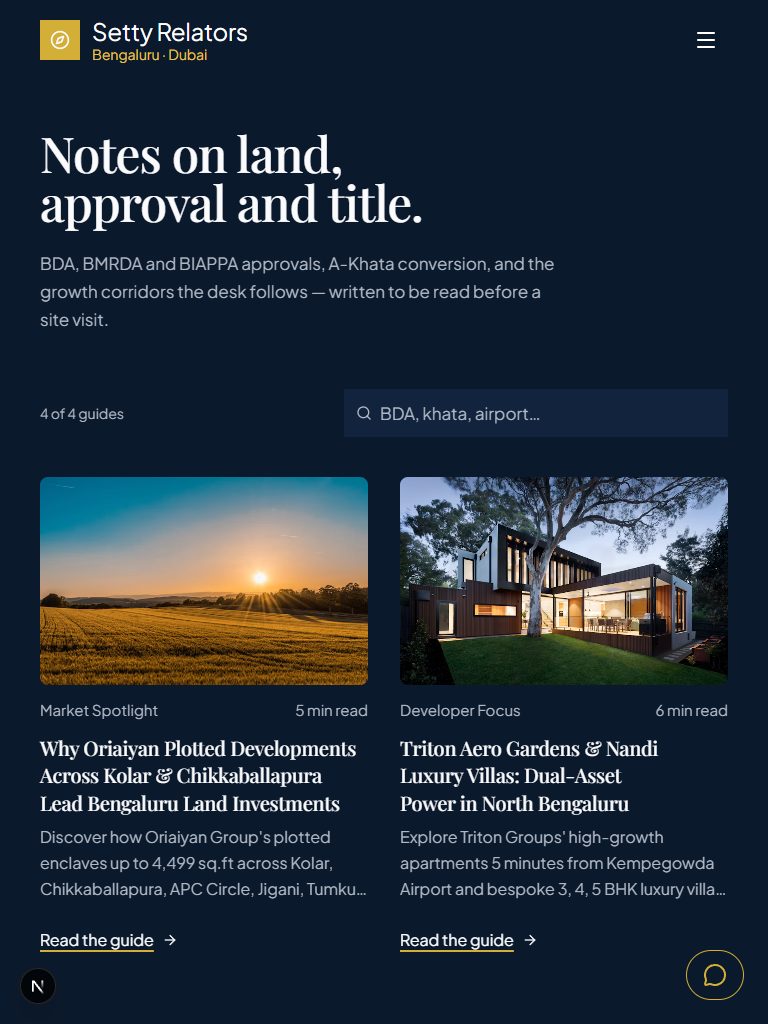 Setty Relators
Bengaluru · Dubai
Notes on land,
approval and title.
BDA, BMRDA and BIAPPA approvals, A-Khata conversion, and the
growth corridors the desk follows — written to be read before a
site visit.
4 of 4 guides
BDA, khata, airport…
Market Spotlight
5 min read
Why Oriaiyan Plotted Developments
Across Kolar & Chikkaballapura
Lead Bengaluru Land Investments
Discover how Oriaiyan Group's plotted
enclaves up to 4,499 sq.ft across Kolar,
Chikkaballapura, APC Circle, Jigani, Tumku…
Read the guide
Developer Focus
6 min read
Triton Aero Gardens & Nandi
Luxury Villas: Dual-Asset
Power in North Bengaluru
Explore Triton Groups' high-growth
apartments 5 minutes from Kempegowda
Airport and bespoke 3, 4, 5 BHK luxury villa…
Read the guide
N